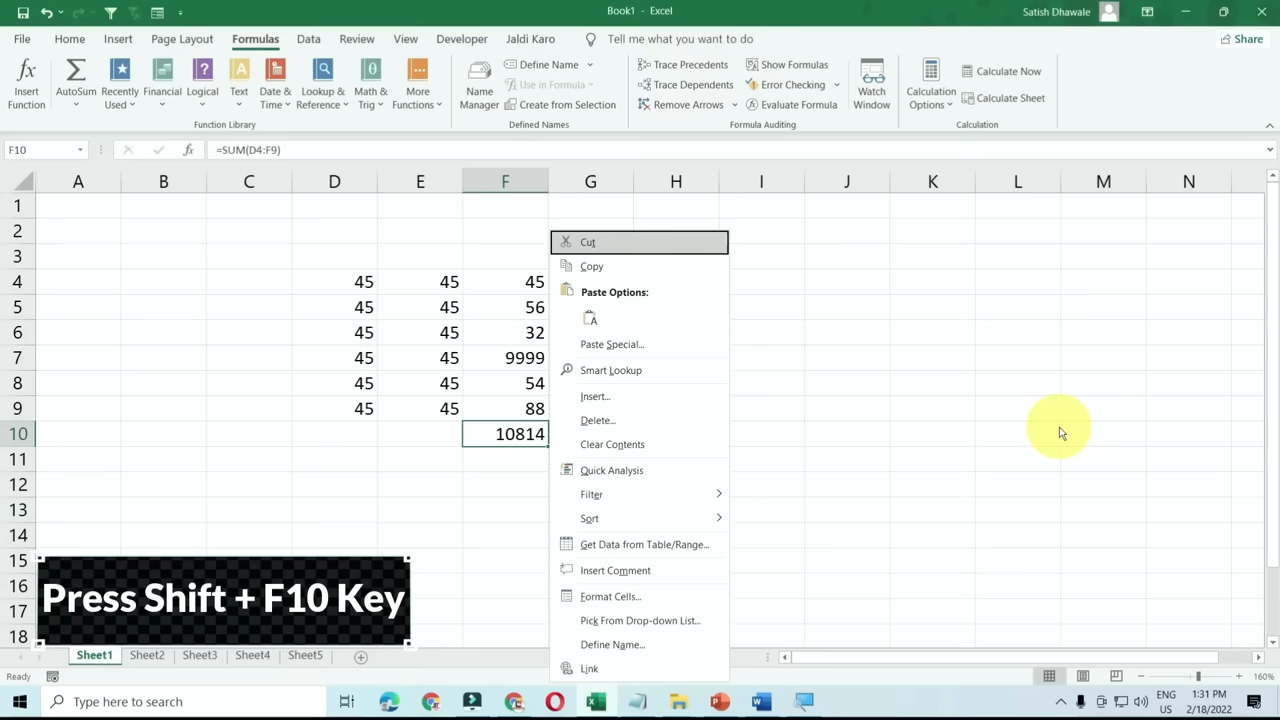 Book1 - Excel
Satish Dhawale
File Home Insert Page Layout Formulas Data Review View Developer Jaldi Karo Tell me what you want to do
Share
Insert Function
AutoSum
Recently Used
Financial
Logical
Text
Date & Time
Lookup & Reference
Math & Trig
More Functions
Function Library
Name Manager
Define Name
Use in Formula
Create from Selection
Defined Names
Trace Precedents
Trace Dependents
Remove Arrows
Show Formulas
Error Checking
Evaluate Formula
Formula Auditing
Watch Window
Calculation Options
Calculate Now
Calculate Sheet
Calculation
F10
fx
=SUM(D4:F9)
A B C D E F G H I J K L M N
1
2
3
4 45 45 45
5 45 45 56
6 45 45 32
7 45 45 9999
8 45 45 54
9 45 45 88
10 10814
11
12
13
14
15
16
17
18
Cut
Copy
Paste Options:
Paste Special...
Smart Lookup
Insert...
Delete...
Clear Contents
Quick Analysis
Filter
Sort
Get Data from Table/Range...
Insert Comment
Format Cells...
Pick From Drop-down List...
Define Name...
Link
Press Shift + F10 Key
Sheet1 Sheet2 Sheet3 Sheet4 Sheet5
Ready
160%
Type here to search
ENG
US
1:31 PM
2/18/2022